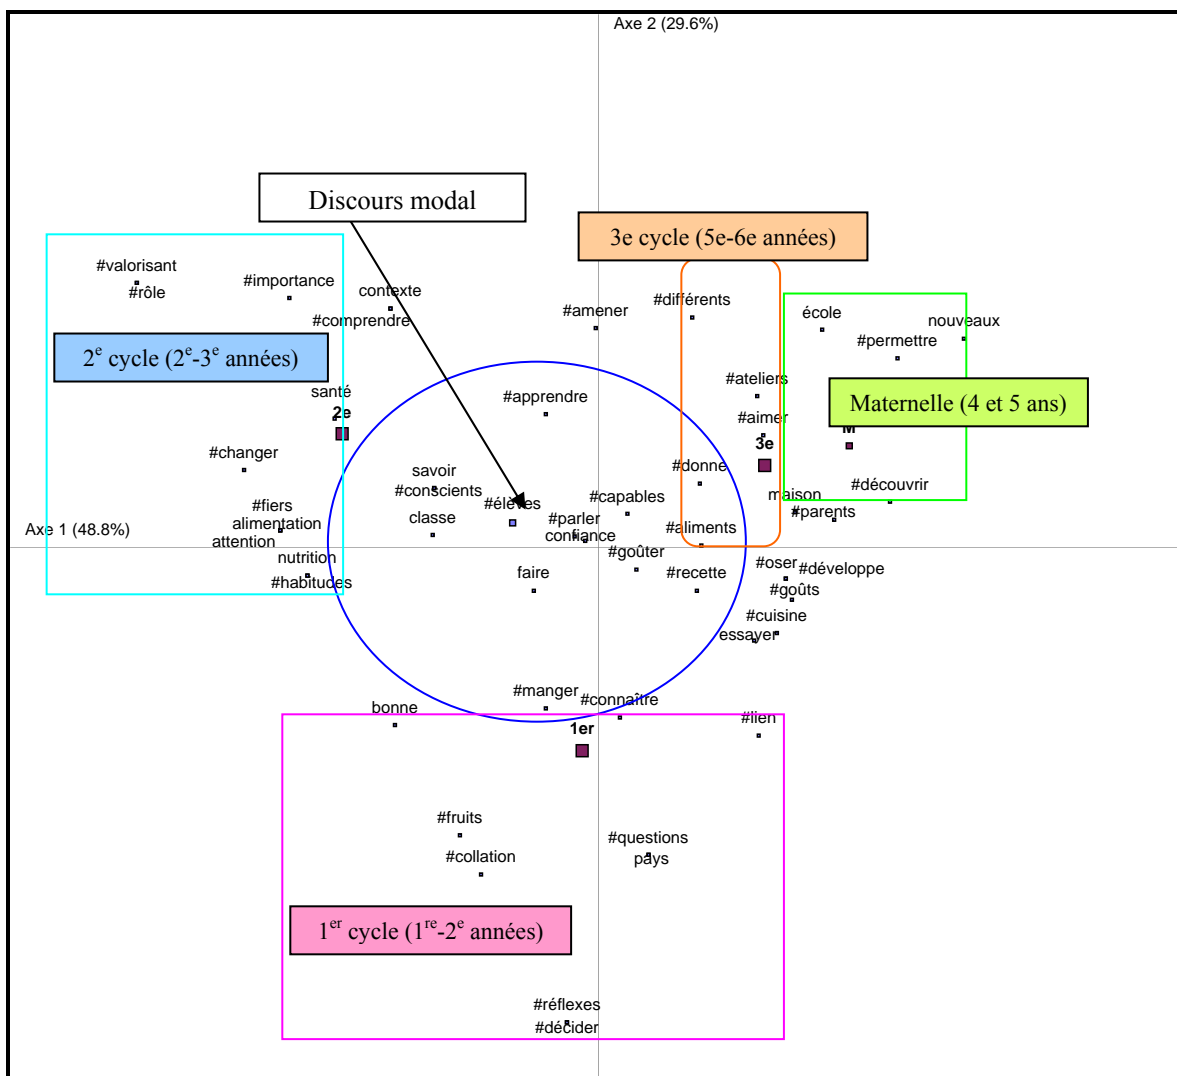 Axe 2 (29.6%)
Discours modal
3e cycle (5e-6e années)
#valorisant
#rôle
#importance
contexte
#comprendre
#amener
#différents
école
nouveaux
#permettre
2e cycle (2e-3e années)
santé
2e
#apprendre
#ateliers
#aimer
3e
Maternelle (4 et 5 ans)
M
#changer
savoir
#conscients
#élèves
classe
#capables
#donne
maison
#découvrir
#parents
#fiers
alimentation
attention
Axe 1 (48.8%)
#parler
confiance
#aliments
nutrition
#habitudes
faire
#goûter
#recette
#oser
#développe
#goûts
#cuisine
essayer
#manger
#connaître
bonne
1er
#lien
#fruits
#collation
#questions
pays
1er cycle (1re-2e années)
#réflexes
#décider